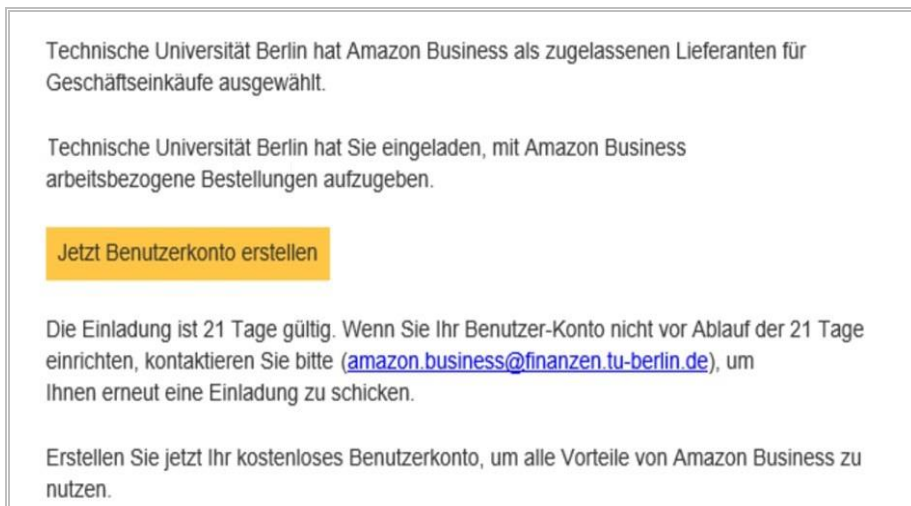 Technische Universität Berlin hat Amazon Business als zugelassenen Lieferanten für
Geschäftseinkäufe ausgewählt.
Technische Universität Berlin hat Sie eingeladen, mit Amazon Business
arbeitsbezogene Bestellungen aufzugeben.
Jetzt Benutzerkonto erstellen
Die Einladung ist 21 Tage gültig. Wenn Sie Ihr Benutzer-Konto nicht vor Ablauf der 21 Tage
einrichten, kontaktieren Sie bitte (amazon.business@finanzen.tu-berlin.de), um
Ihnen erneut eine Einladung zu schicken.
Erstellen Sie jetzt Ihr kostenloses Benutzerkonto, um alle Vorteile von Amazon Business zu
nutzen.